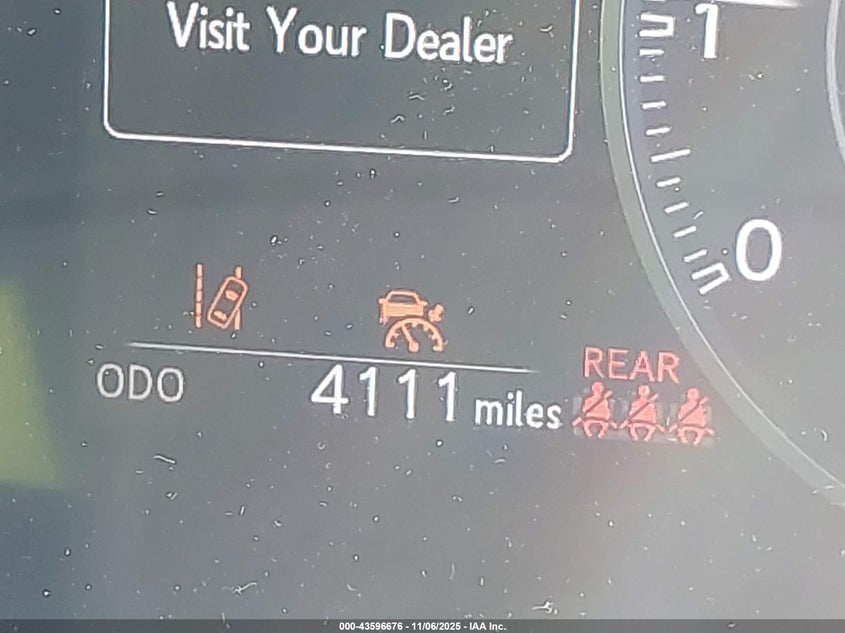 Visit Your Dealer
1
0
REAR
ODO 4111 miles
000-43596676 - 11/06/2025 - IAA Inc.